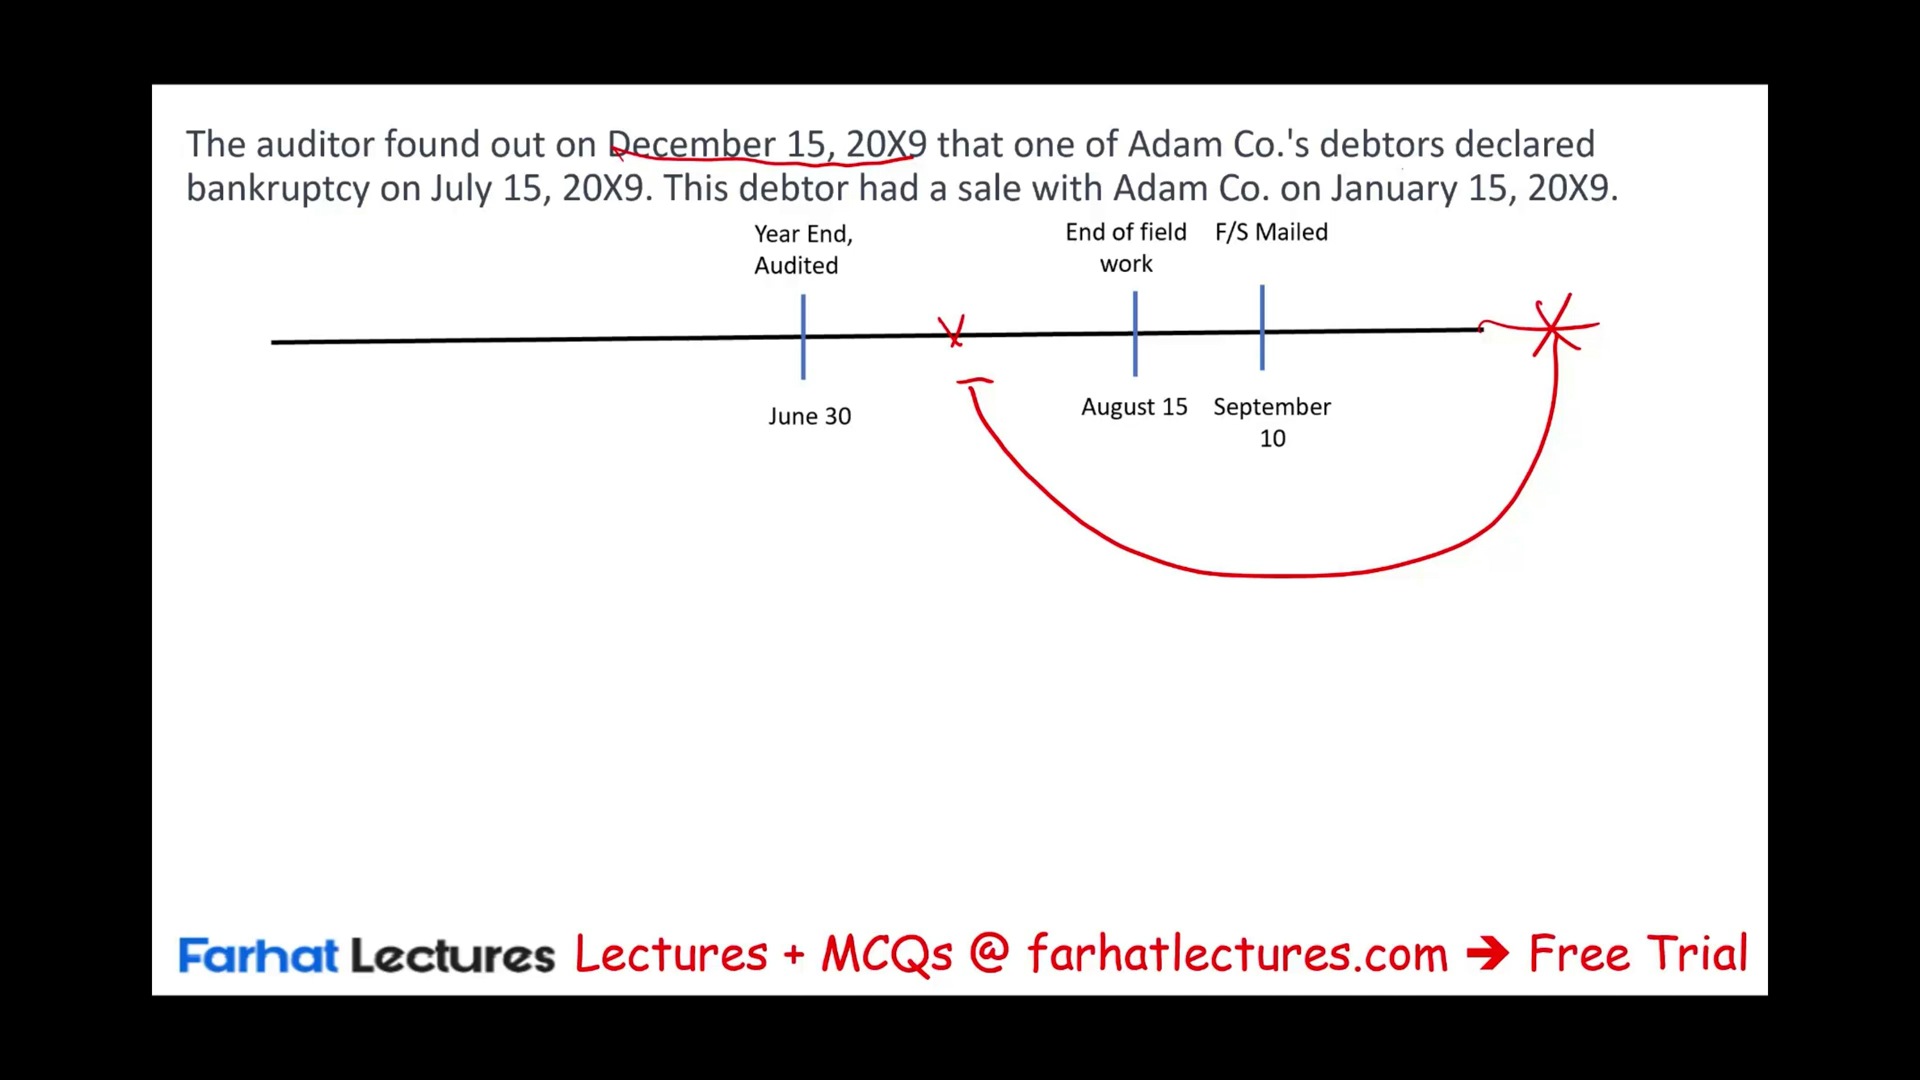 The auditor found out on December 15, 20X9 that one of Adam Co.'s debtors declared
bankruptcy on July 15, 20X9. This debtor had a sale with Adam Co. on January 15, 20X9.
Year End,
Audited
End of field
work
F/S Mailed
June 30
August 15
September
10
Farhat Lectures Lectures + MCQs @ farhatlectures.com → Free Trial